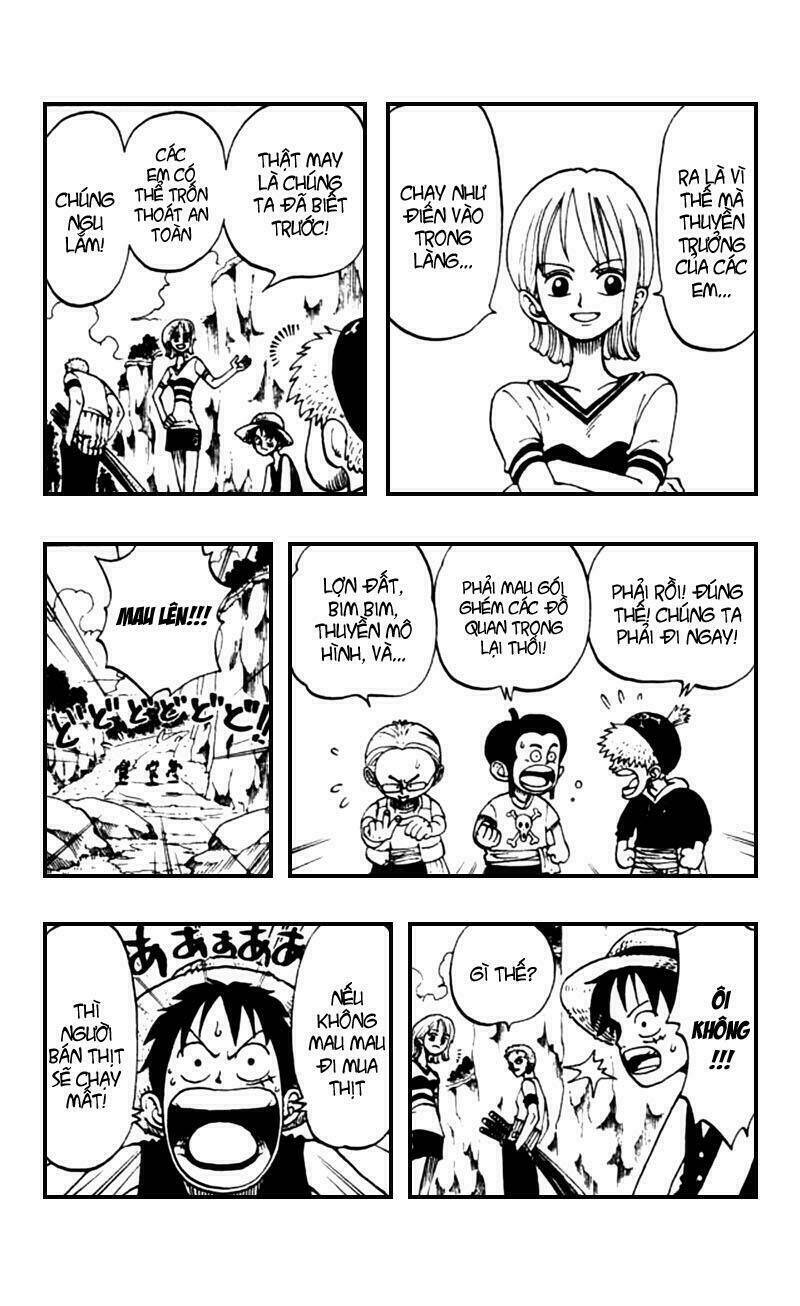 RA LÀ VÌ
THẾ MÀ
THUYỀN
TRƯỞNG
CỦA CÁC
EM...
CHẠY NHƯ
ĐIÊN VÀO
TRONG
LÀNG...
THẬT MAY
LÀ CHÚNG
TA ĐÃ BIẾT
TRƯỚC!
CÁC
EM CÓ
THỂ TRỐN
THOÁT AN
TOÀN
CHÚNG
NGU
LẮM!
PHẢI RỒI! ĐÚNG
THẾ! CHÚNG TA
PHẢI ĐI NGAY!
PHẢI MAU GÓI
GHÉM CÁC ĐỒ
QUAN TRỌNG
LẠI THÔI!
LỢN ĐẤT,
BIM BIM,
THUYỀN MÔ
HÌNH, VÀ...
MAU LÊN!!!
どどどどどど!!
ÔI
KHÔNG
!!!
GÌ THẾ?
NẾU
KHÔNG
MAU MAU
ĐI MUA
THỊT
THÌ
NGƯỜI
BÁN THỊT
SẼ CHẠY
MẤT!
あぁぁぁぁ